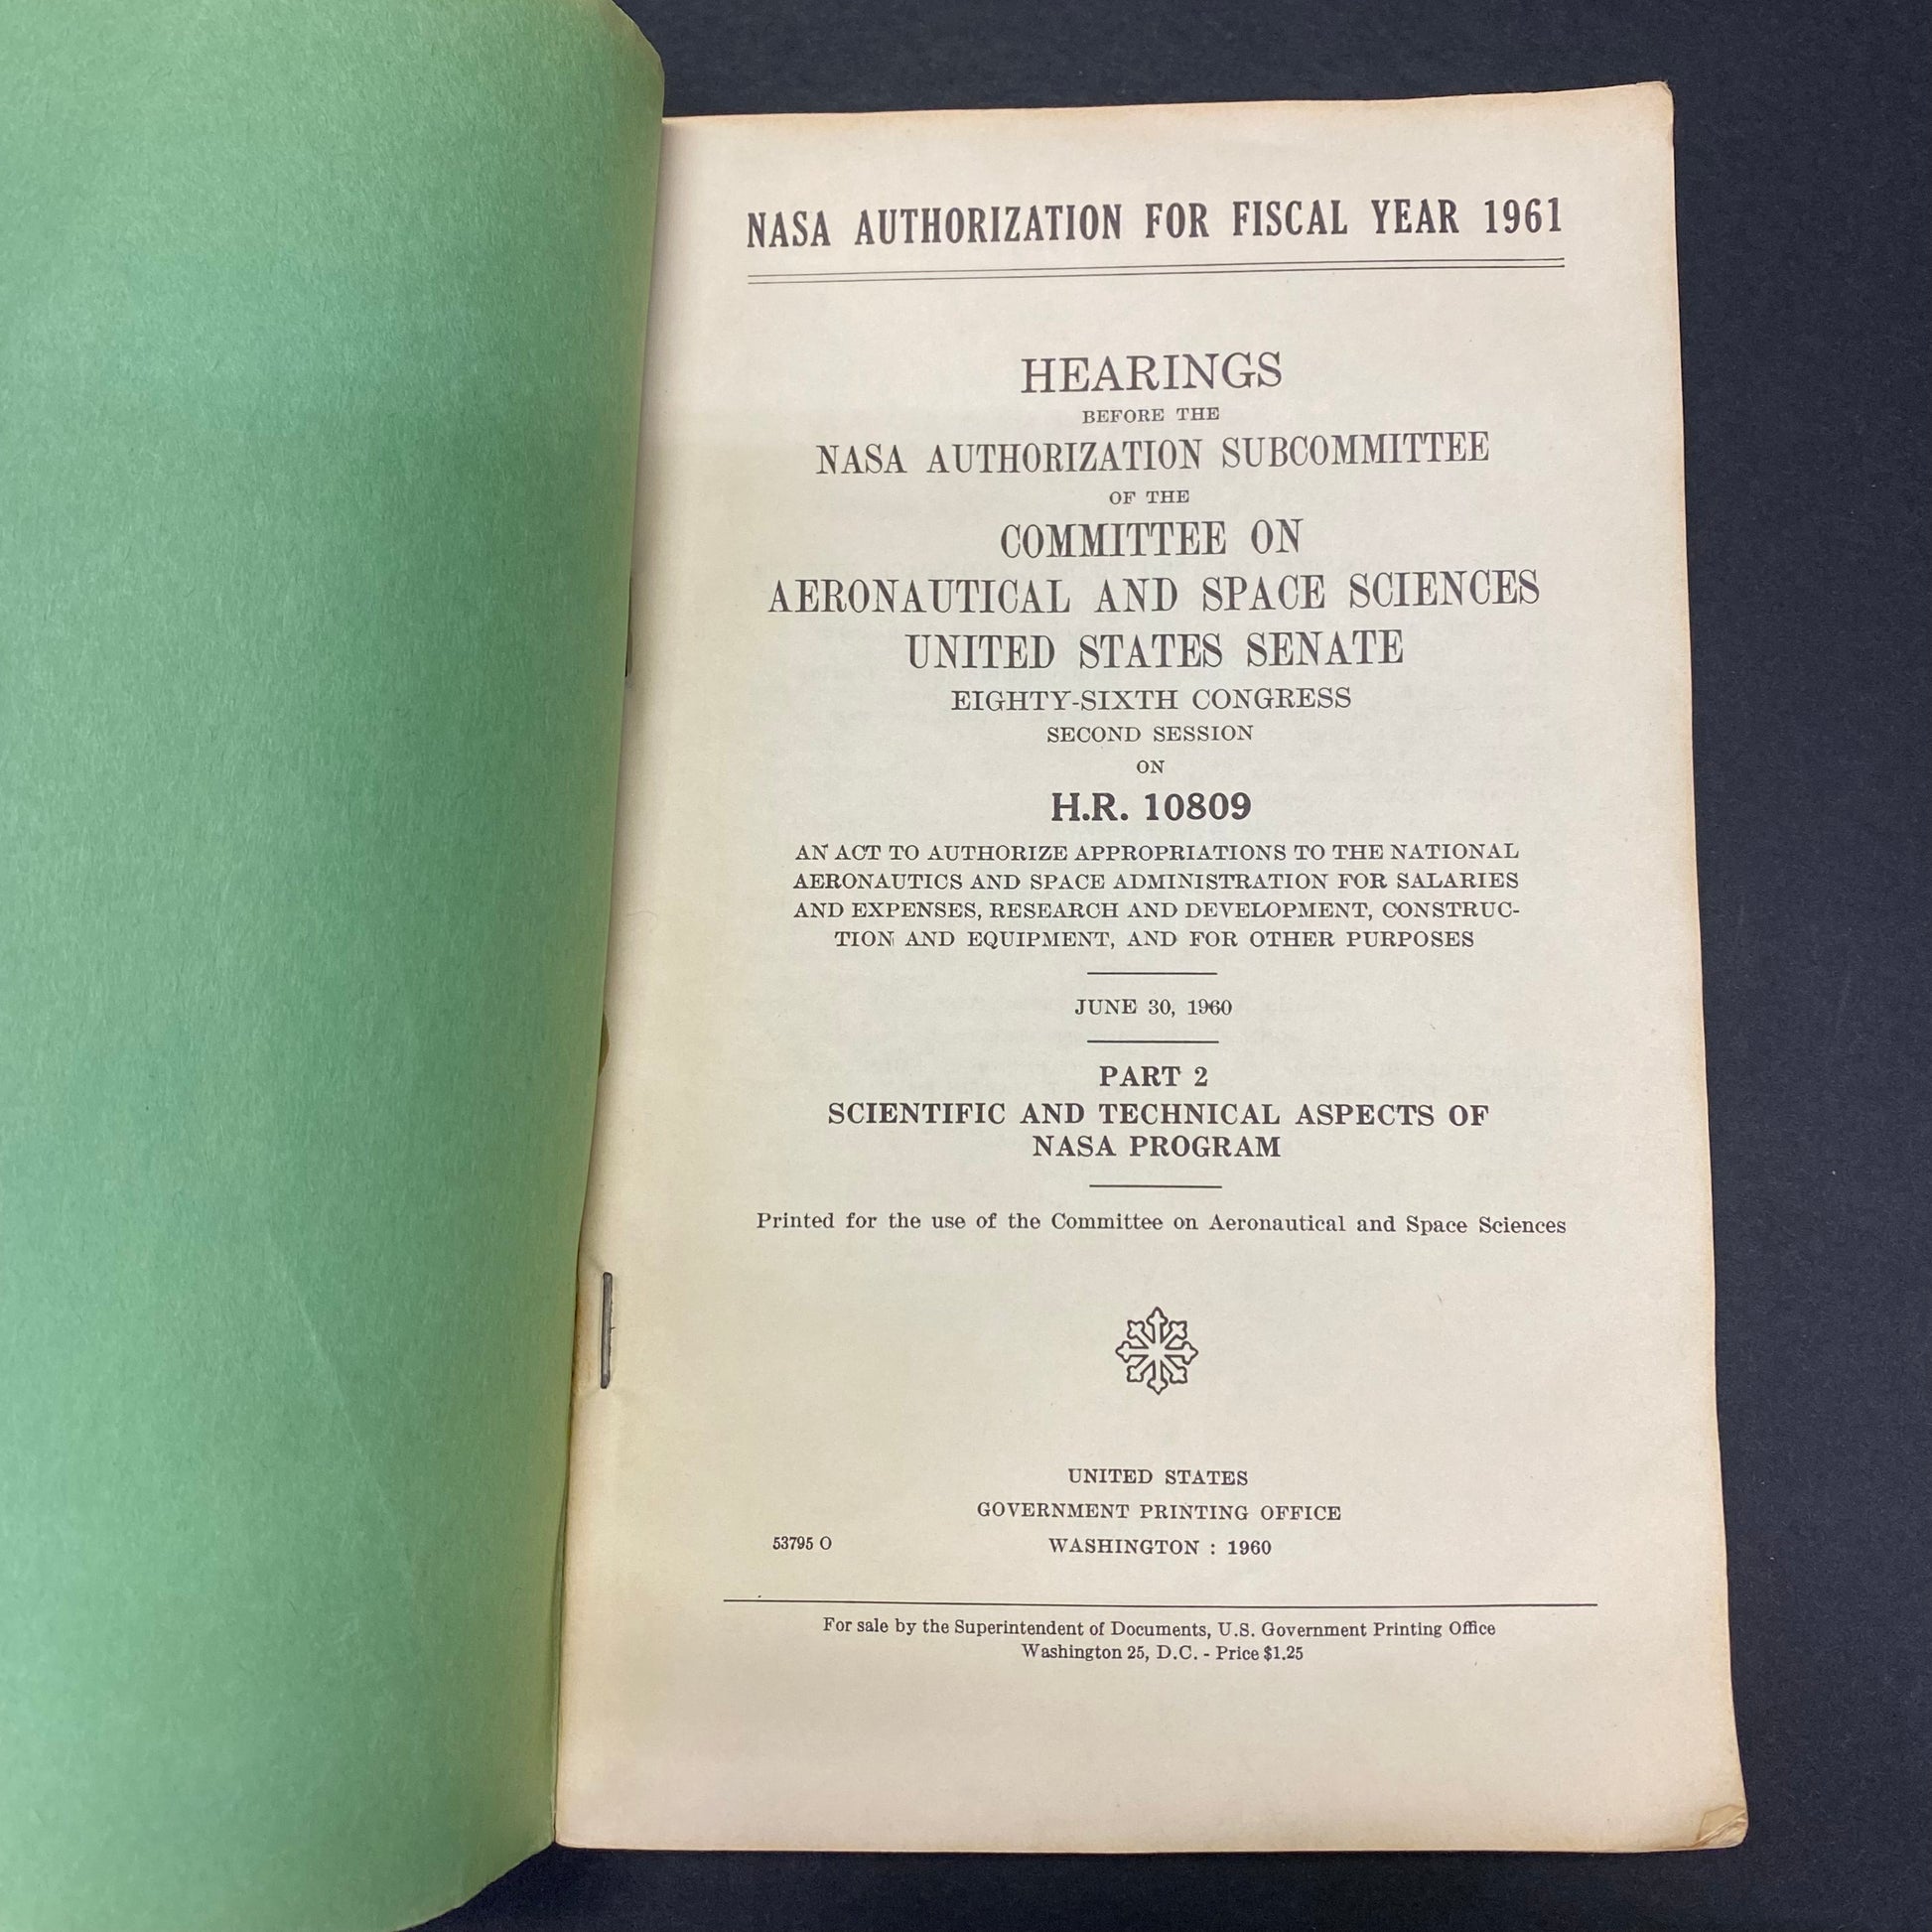 NASA AUTHORIZATION FOR FISCAL YEAR 1961
HEARINGS
BEFORE THE
NASA AUTHORIZATION SUBCOMMITTEE
OF THE
COMMITTEE ON
AERONAUTICAL AND SPACE SCIENCES
UNITED STATES SENATE
EIGHTY-SIXTH CONGRESS
SECOND SESSION
ON
H.R. 10809
AN ACT TO AUTHORIZE APPROPRIATIONS TO THE NATIONAL
AERONAUTICS AND SPACE ADMINISTRATION FOR SALARIES
AND EXPENSES, RESEARCH AND DEVELOPMENT, CONSTRUC-
TION AND EQUIPMENT, AND FOR OTHER PURPOSES
JUNE 30, 1960
PART 2
SCIENTIFIC AND TECHNICAL ASPECTS OF
NASA PROGRAM
Printed for the use of the Committee on Aeronautical and Space Sciences
UNITED STATES
GOVERNMENT PRINTING OFFICE
53795 O WASHINGTON : 1960
For sale by the Superintendent of Documents, U.S. Government Printing Office
Washington 25, D.C. - Price $1.25